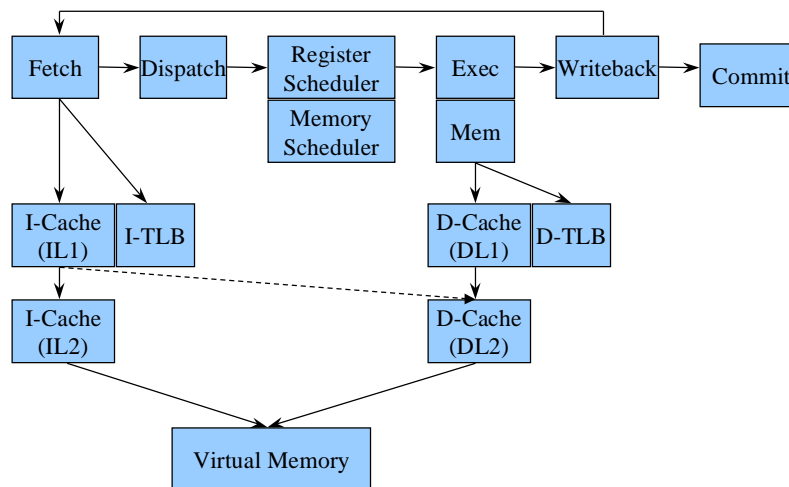 Fetch
Dispatch
Register
Scheduler
Exec
Writeback
Commit
Memory
Scheduler
Mem
I-Cache
(IL1)
I-TLB
D-Cache
(DL1)
D-TLB
I-Cache
(IL2)
D-Cache
(DL2)
Virtual Memory